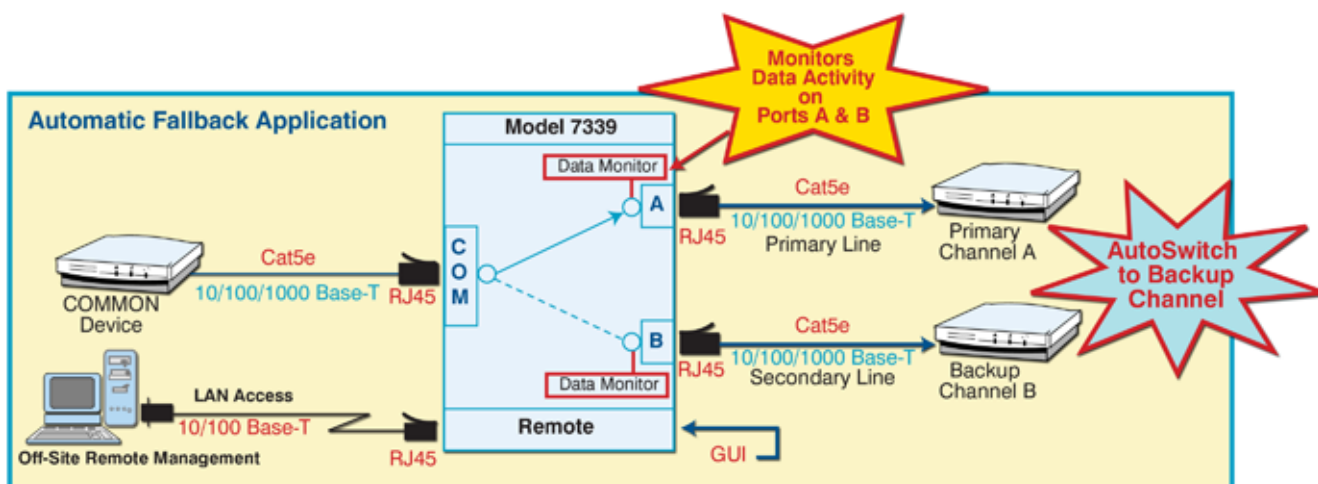 Monitors
Data Activity
on
Ports A & B
Automatic Fallback Application
Model 7339
Data Monitor
A
COM
B
Data Monitor
Remote
Cat5e
10/100/1000 Base-T
RJ45
COMMON
Device
LAN Access
10/100 Base-T
RJ45
Off-Site Remote Management
Cat5e
RJ45
10/100/1000 Base-T
Primary Line
Primary
Channel A
AutoSwitch
to Backup
Channel
Cat5e
RJ45
10/100/1000 Base-T
Secondary Line
Backup
Channel B
GUI